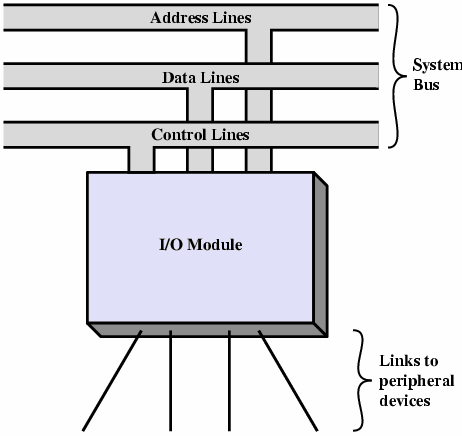 Address Lines
Data Lines
Control Lines
System
Bus
I/O Module
Links to
peripheral
devices